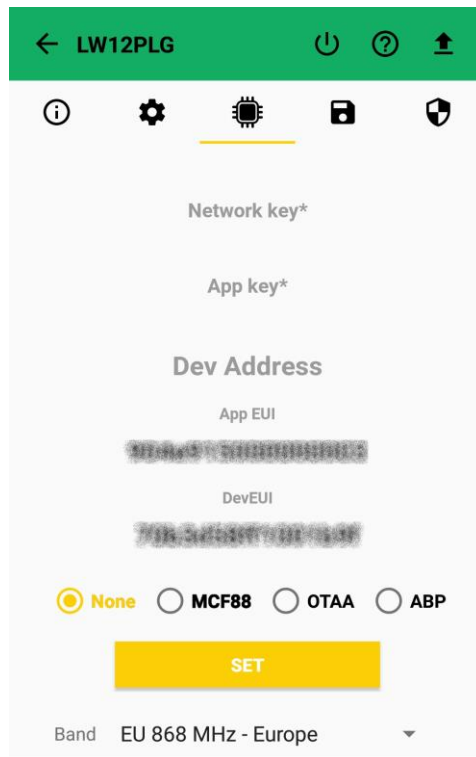 LW12PLG
Network key*
App key*
Dev Address
App EUI
DevEUI
None MCF88 OTAA ABP
SET
Band EU 868 MHz - Europe